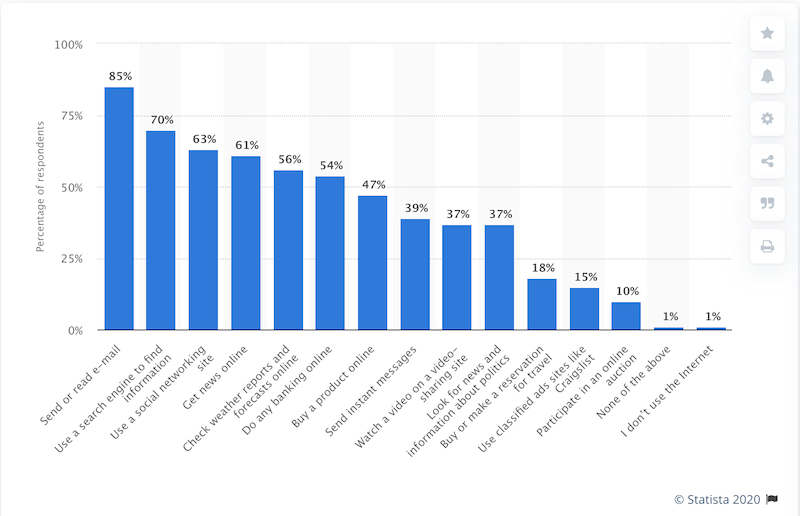 100%
75%
50%
25%
0%
Percentage of respondents
85%
70%
63%
61%
56%
54%
47%
39%
37%
37%
18%
15%
10%
1%
1%
Send or read e-mail
Use a search engine to find
information
Use a social networking
site
Get news online
Check weather reports and
forecasts online
Do any banking online
Buy a product online
Send instant messages
Watch a video on a video-
sharing site
Look for news and
information about politics
Buy or make a reservation
for travel
Use classified ads sites like
Craigslist
Participate in an online
auction
None of the above
I don't use the Internet
© Statista 2020